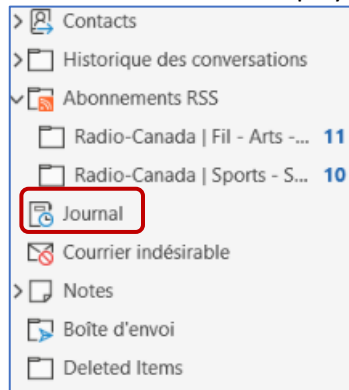 Contacts
Historique des conversations
Abonnements RSS
Radio-Canada | Fil - Arts -... 11
Radio-Canada | Sports - S... 10
Journal
Courrier indésirable
Notes
Boîte d'envoi
Deleted Items